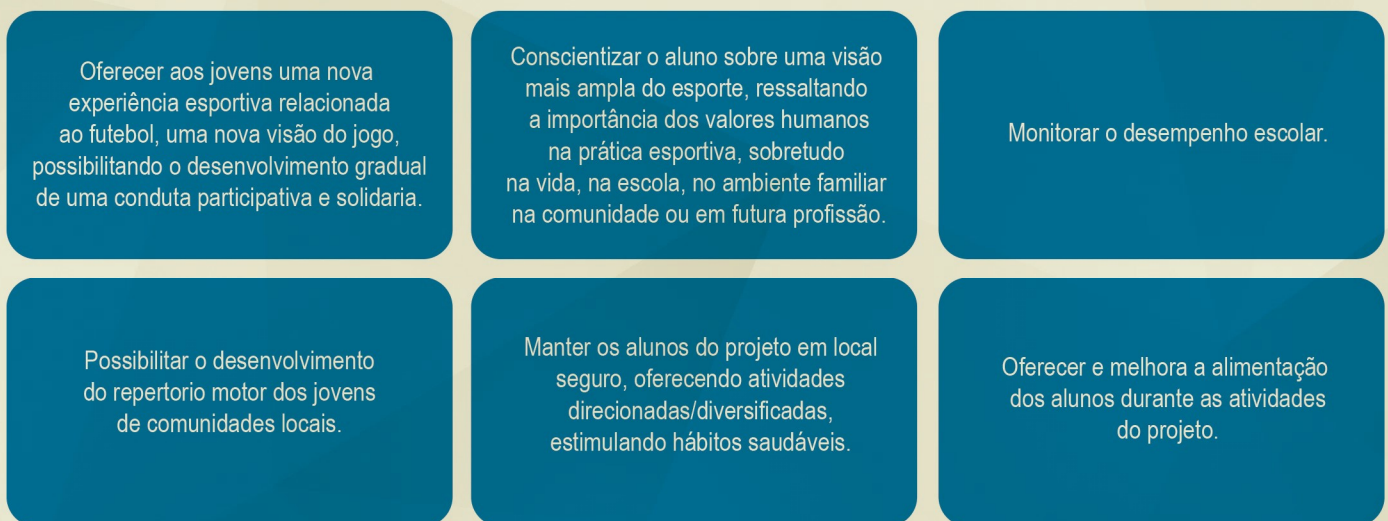 Oferecer aos jovens uma nova
experiência esportiva relacionada
ao futebol, uma nova visão do jogo,
possibilitando o desenvolvimento gradual
de uma conduta participativa e solidaria.
Conscientizar o aluno sobre uma visão
mais ampla do esporte, ressaltando
a importância dos valores humanos
na prática esportiva, sobretudo
na vida, na escola, no ambiente familiar
na comunidade ou em futura profissão.
Monitorar o desempenho escolar.
Possibilitar o desenvolvimento
do repertorio motor dos jovens
de comunidades locais.
Manter os alunos do projeto em local
seguro, oferecendo atividades
direcionadas/diversificadas,
estimulando hábitos saudáveis.
Oferecer e melhora a alimentação
dos alunos durante as atividades
do projeto.